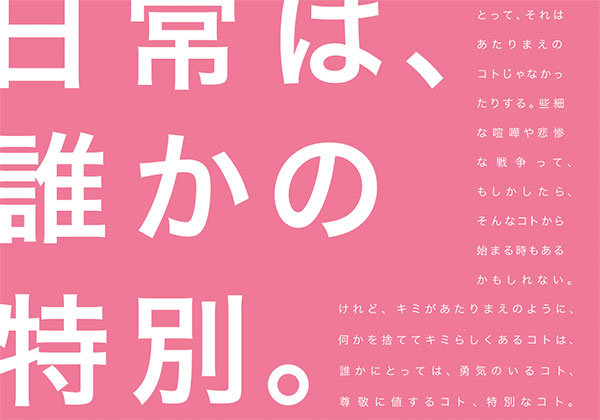 日常は、
誰かの
特別。
とって、それは
あたりまえの
コトじゃなかっ
たりする。些細
な喧嘩や悲惨
な戦争って、
もしかしたら、
そんなコトから
始まる時もある
かもしれない。
けれど、キミがあたりまえのように、
何かを捨ててキミらしくあるコトは、
誰かにとっては、勇気のいるコト、
尊敬に値するコト、特別なコト。